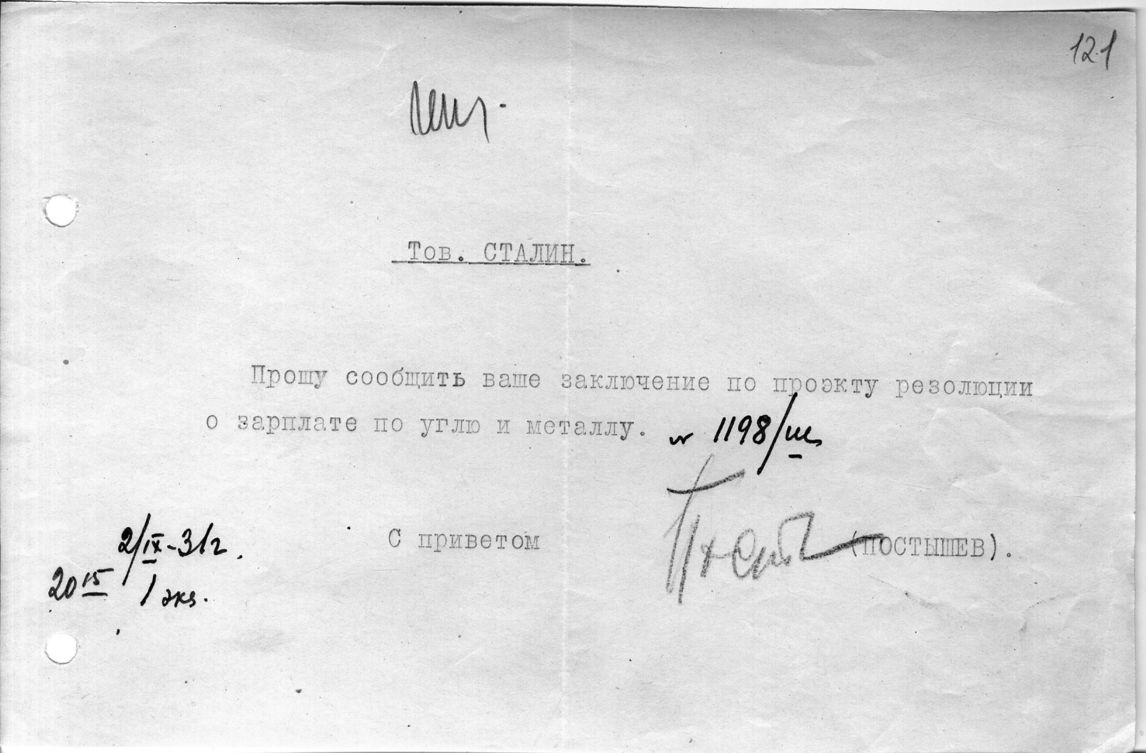 121
Тов. СТАЛИН.
Прошу сообщить ваше заключение по проэкту резолюции
о зарплате по углю и металлу. № 1198/ш
С приветом (ПОСТЫШЕВ).
2/IX-31г.
20 15
1 экз.